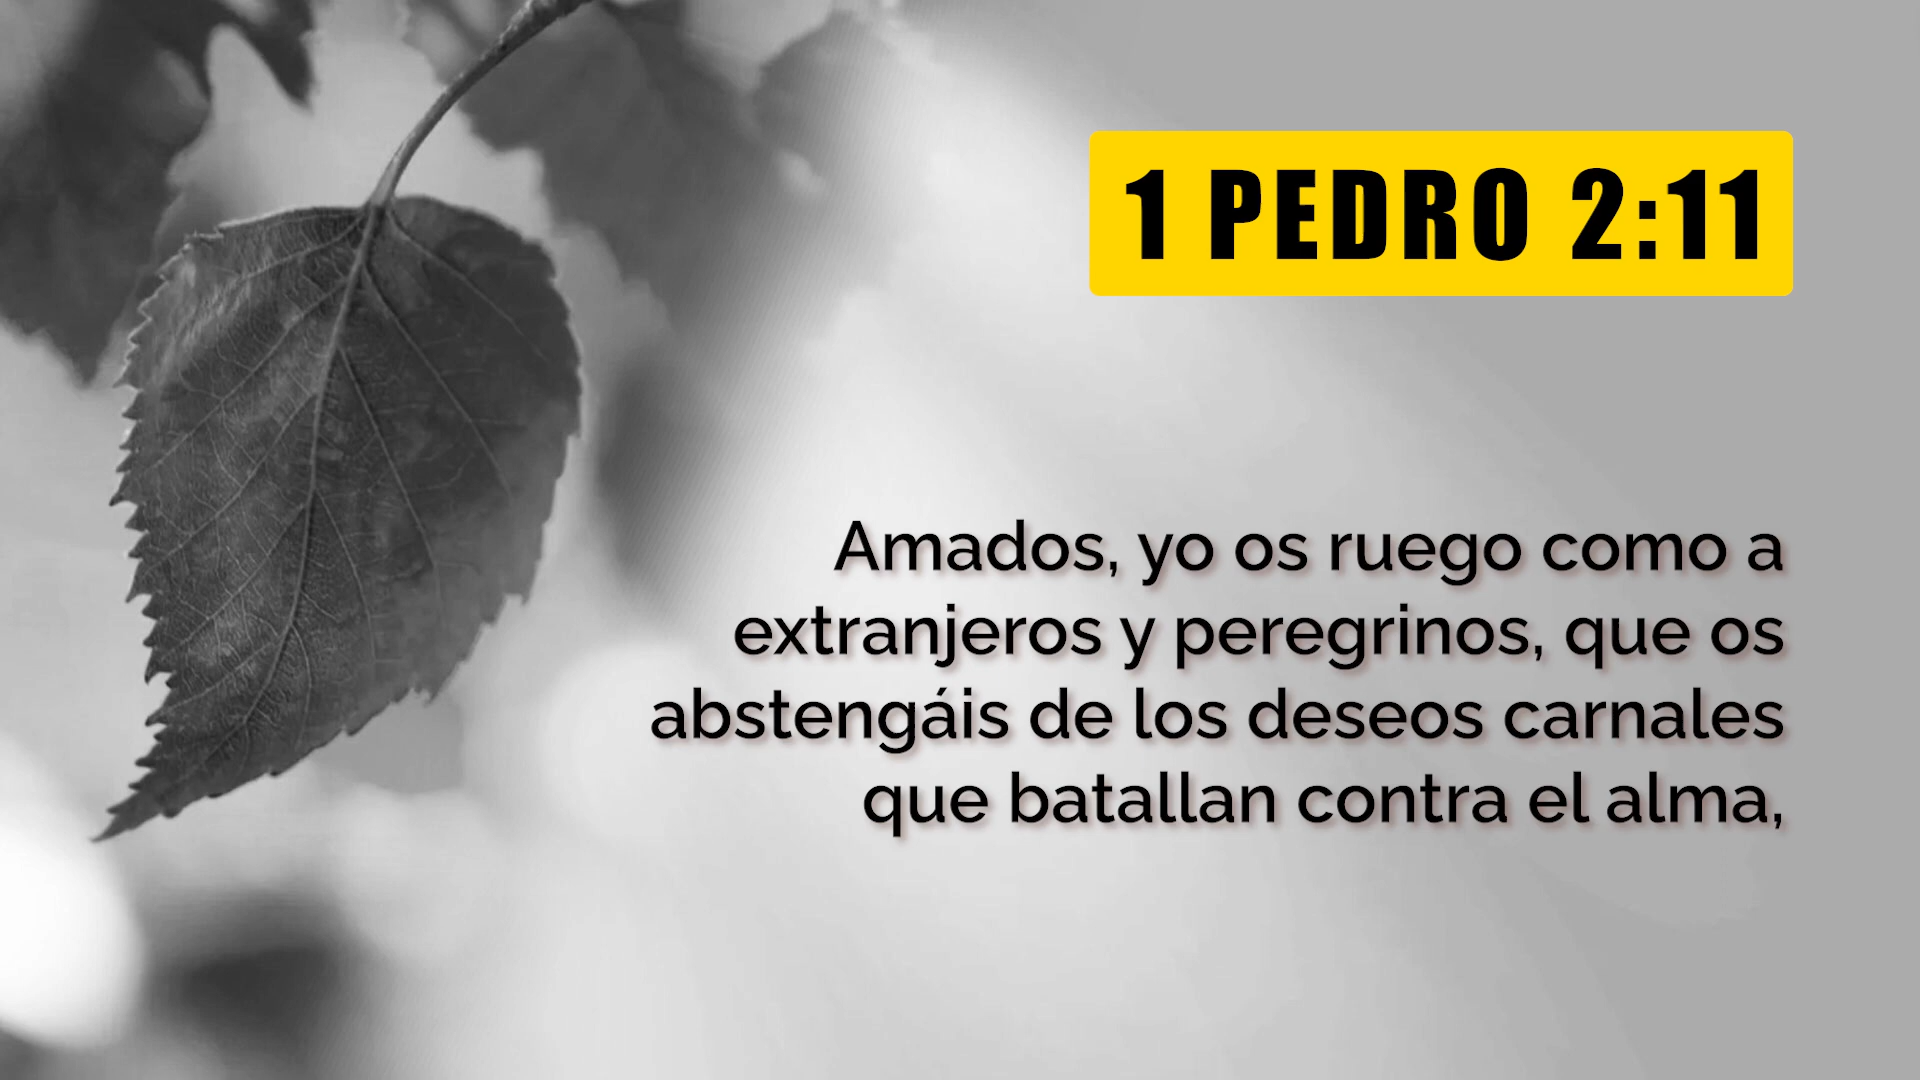 1 PEDRO 2:11
Amados, yo os ruego como a
extranjeros y peregrinos, que os
abstengáis de los deseos carnales
que batallan contra el alma,